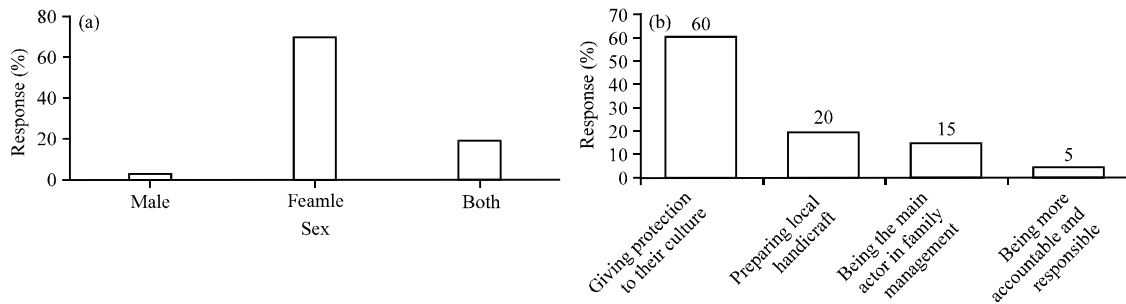 (a)
Response (%)
80
60
40
20
0
Male
Feamle
Both
Sex
(b)
Response (%)
70
60
50
40
30
20
10
0
60
20
15
5
Giving protection
to their culture
Preparing local
handicraft
Being the main
actor in family
management
Being more
accountable and
responsible